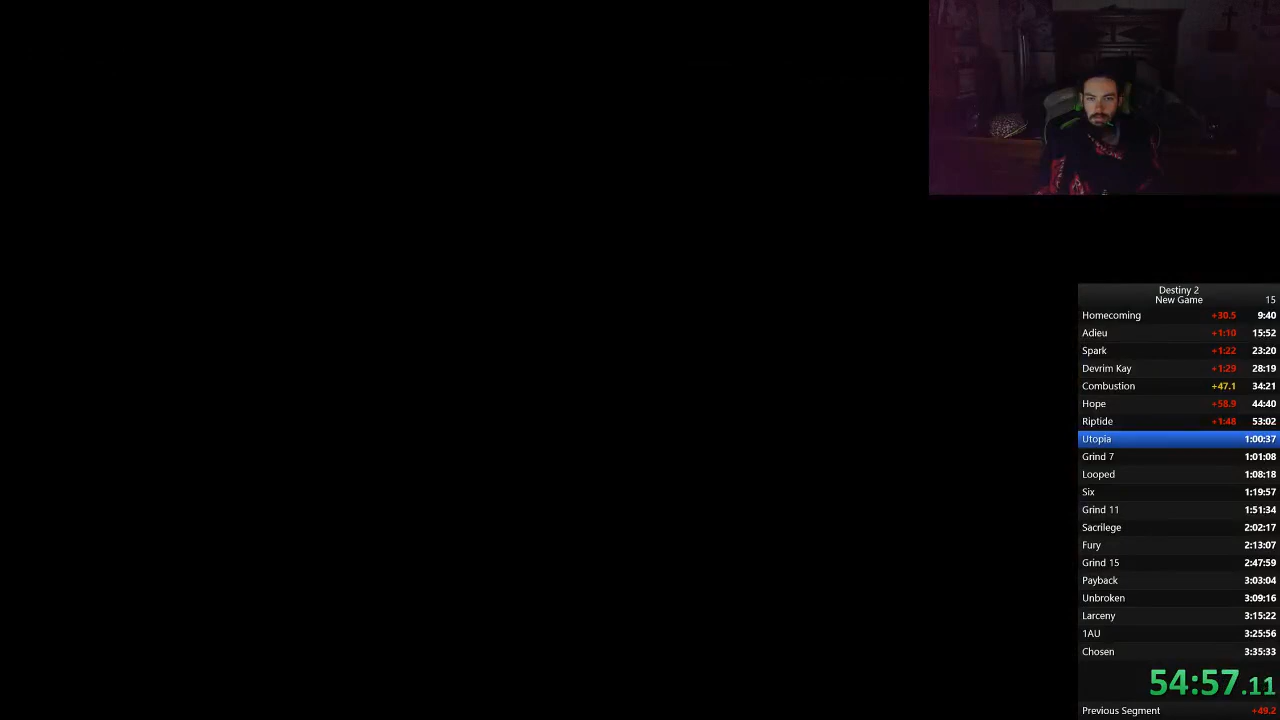 Destiny 2
New Game 15
Homecoming +30.5 9:40
Adieu +1:10 15:52
Spark +1:22 23:20
Devrim Kay +1:29 28:19
Combustion +47.1 34:21
Hope +58.9 44:40
Riptide +1:48 53:02
Utopia 1:00:37
Grind 7 1:01:08
Looped 1:08:18
Six 1:19:57
Grind 11 1:51:34
Sacrilege 2:02:17
Fury 2:13:07
Grind 15 2:47:59
Payback 3:03:04
Unbroken 3:09:16
Larceny 3:15:22
1AU 3:25:56
Chosen 3:35:33
54:57.11
Previous Segment +49.2